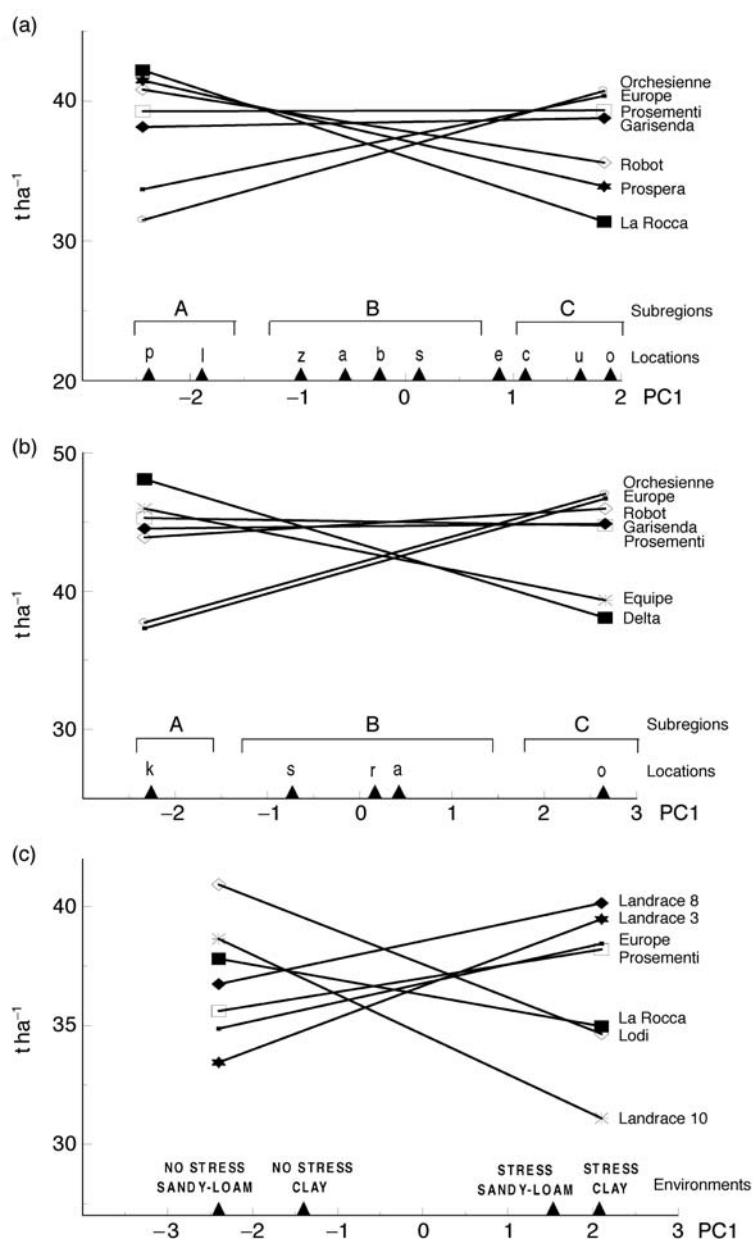 (a)
40
30
20
t ha⁻¹
Orchesienne
Europe
Prosementi
Garisenda
Robot
Prospera
La Rocca
A B C Subregions
p l z a b s e c u o Locations
−2 −1 0 1 2 PC1
(b)
50
40
30
t ha⁻¹
Orchesienne
Europe
Robot
Garisenda
Prosementi
Equipe
Delta
A B C Subregions
k s r a o Locations
−2 −1 0 1 2 3 PC1
(c)
40
35
30
t ha⁻¹
Landrace 8
Landrace 3
Europe
Prosementi
La Rocca
Lodi
Landrace 10
NO STRESS NO STRESS STRESS STRESS
SANDY-LOAM CLAY SANDY-LOAM CLAY Environments
−3 −2 −1 0 1 2 3 PC1